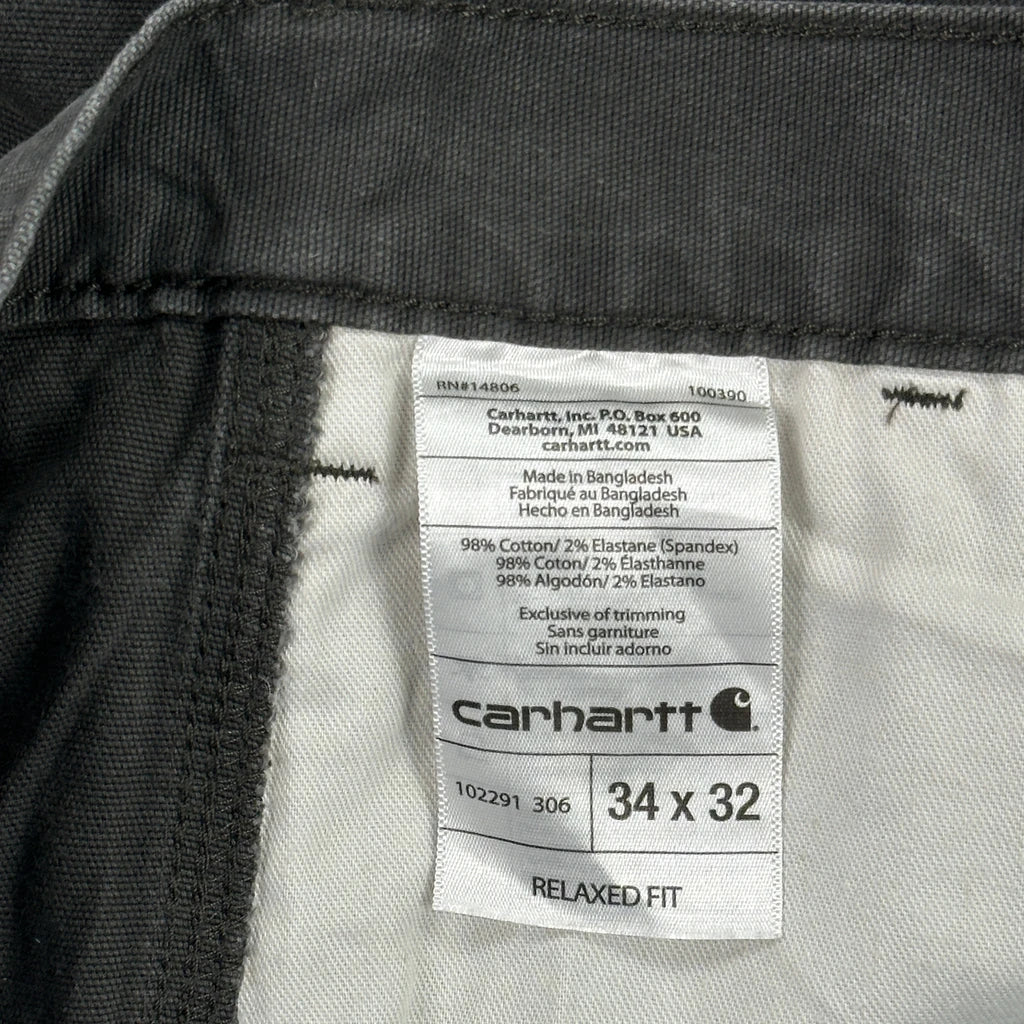 RN#14806 100390
Carhartt, Inc. P.O. Box 600
Dearborn, MI 48121 USA
carhartt.com
Made in Bangladesh
Fabriqué au Bangladesh
Hecho en Bangladesh
98% Cotton/ 2% Elastane (Spandex)
98% Coton/ 2% Élasthanne
98% Algodón/ 2% Elastano
Exclusive of trimming
Sans garniture
Sin incluir adorno
carhartt
102291 306 34 x 32
RELAXED FIT